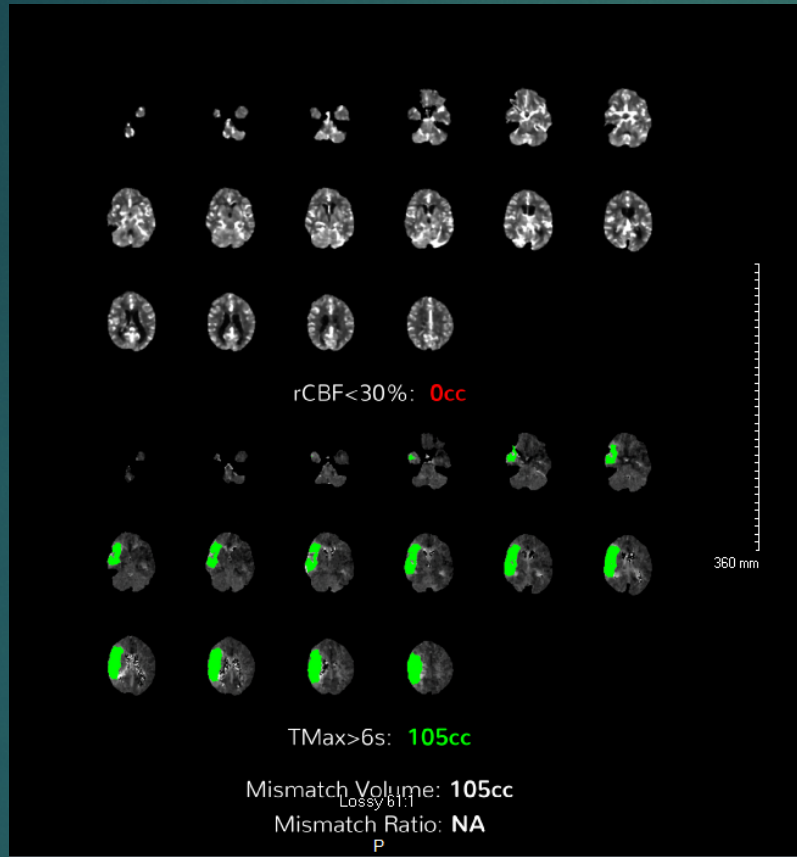 rCBF<30%: 0cc
360 mm
TMax>6s: 105cc
Mismatch Volume: 105cc
Lossy 61:1
Mismatch Ratio: NA
P